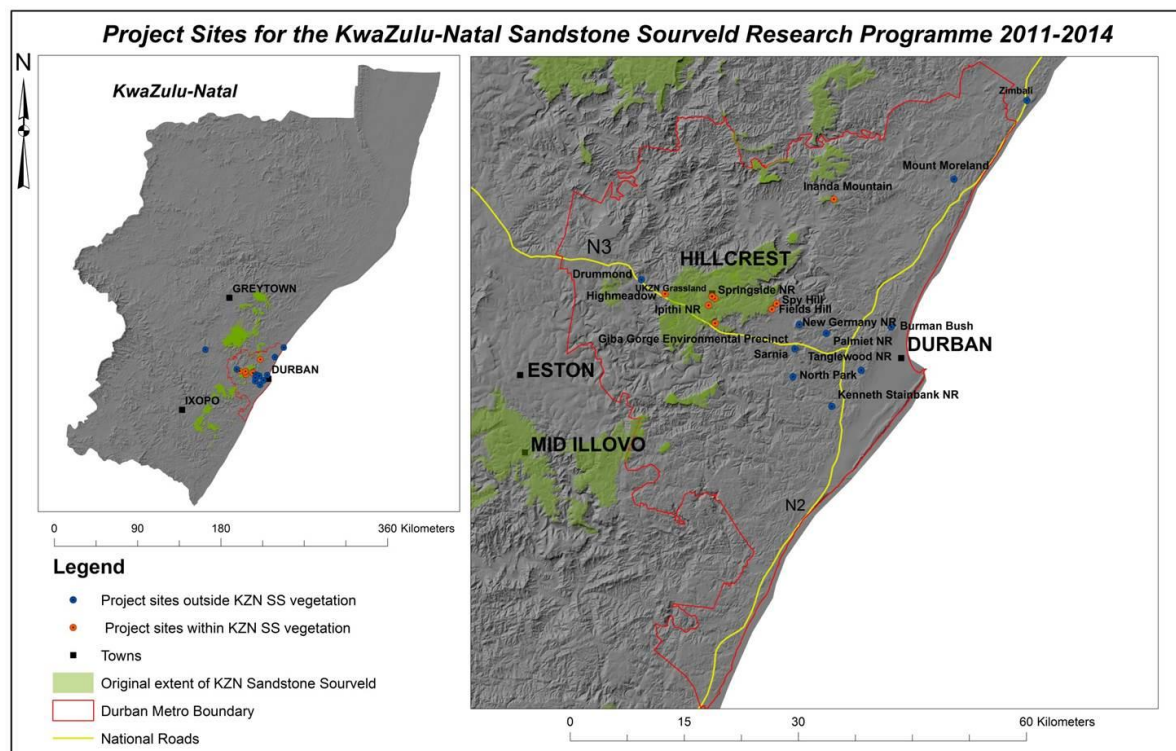 Project Sites for the KwaZulu-Natal Sandstone Sourveld Research Programme 2011-2014
N
KwaZulu-Natal
GREYTOWN
DURBAN
IXOPO
0 90 180 360 Kilometers
Legend
Project sites outside KZN SS vegetation
Project sites within KZN SS vegetation
Towns
Original extent of KZN Sandstone Sourveld
Durban Metro Boundary
National Roads
Zimbali
Mount Moreland
Inanda Mountain
N3
HILLCREST
Drummond
UKZN Grassland
Springside NR
Highmeadow
Spy Hill
Ipithi NR
Fields Hill
New Germany NR
Burman Bush
Giba Gorge Environmental Precinct
Palmiet NR
DURBAN
Sarnia
Tanglewood NR
ESTON
North Park
Kenneth Stainbank NR
MID ILLOVO
N2
0 15 30 60 Kilometers